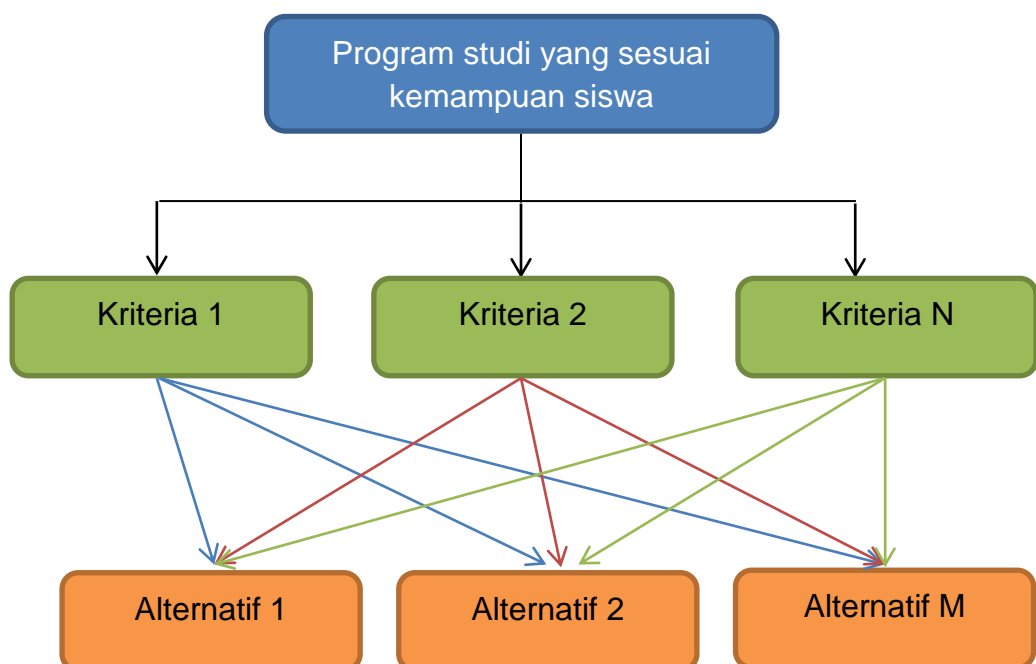 Program studi yang sesuai
kemampuan siswa
Kriteria 1
Kriteria 2
Kriteria N
Alternatif 1
Alternatif 2
Alternatif M